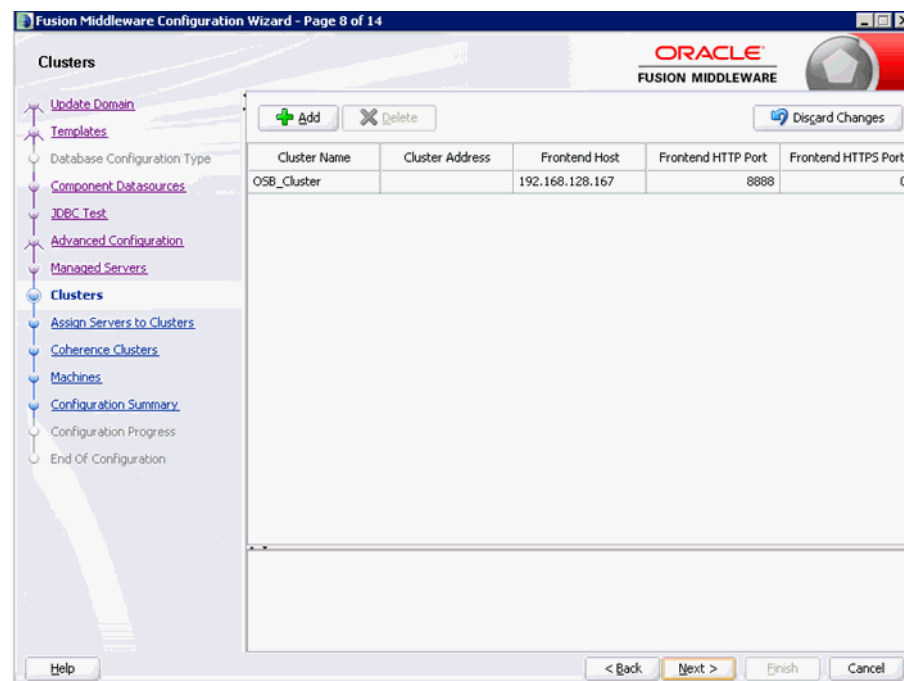 Fusion Middleware Configuration Wizard - Page 8 of 14
Clusters
ORACLE
FUSION MIDDLEWARE
Update Domain
Templates
Database Configuration Type
Component Datasources
JDBC Test
Advanced Configuration
Managed Servers
Clusters
Assign Servers to Clusters
Coherence Clusters
Machines
Configuration Summary
Configuration Progress
End Of Configuration
Add Delete Discard Changes
Cluster Name Cluster Address Frontend Host Frontend HTTP Port Frontend HTTPS Port
OSB_Cluster 192.168.128.167 8888 0
Help < Back Next > Finish Cancel